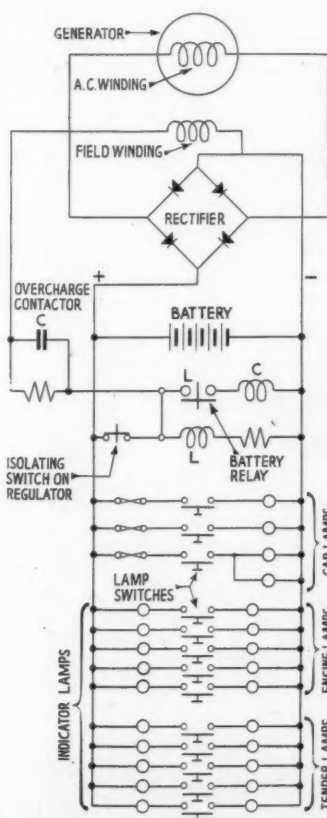 GENERATOR
A.C. WINDING
FIELD WINDING
RECTIFIER
+
−
OVERCHARGE
CONTACTOR
C
BATTERY
L
C
L
ISOLATING
SWITCH ON
REGULATOR
BATTERY
RELAY
CAB LAMPS
LAMP
SWITCHES
INDICATOR LAMPS
ENGINE LAMPS
TENDER LAMPS